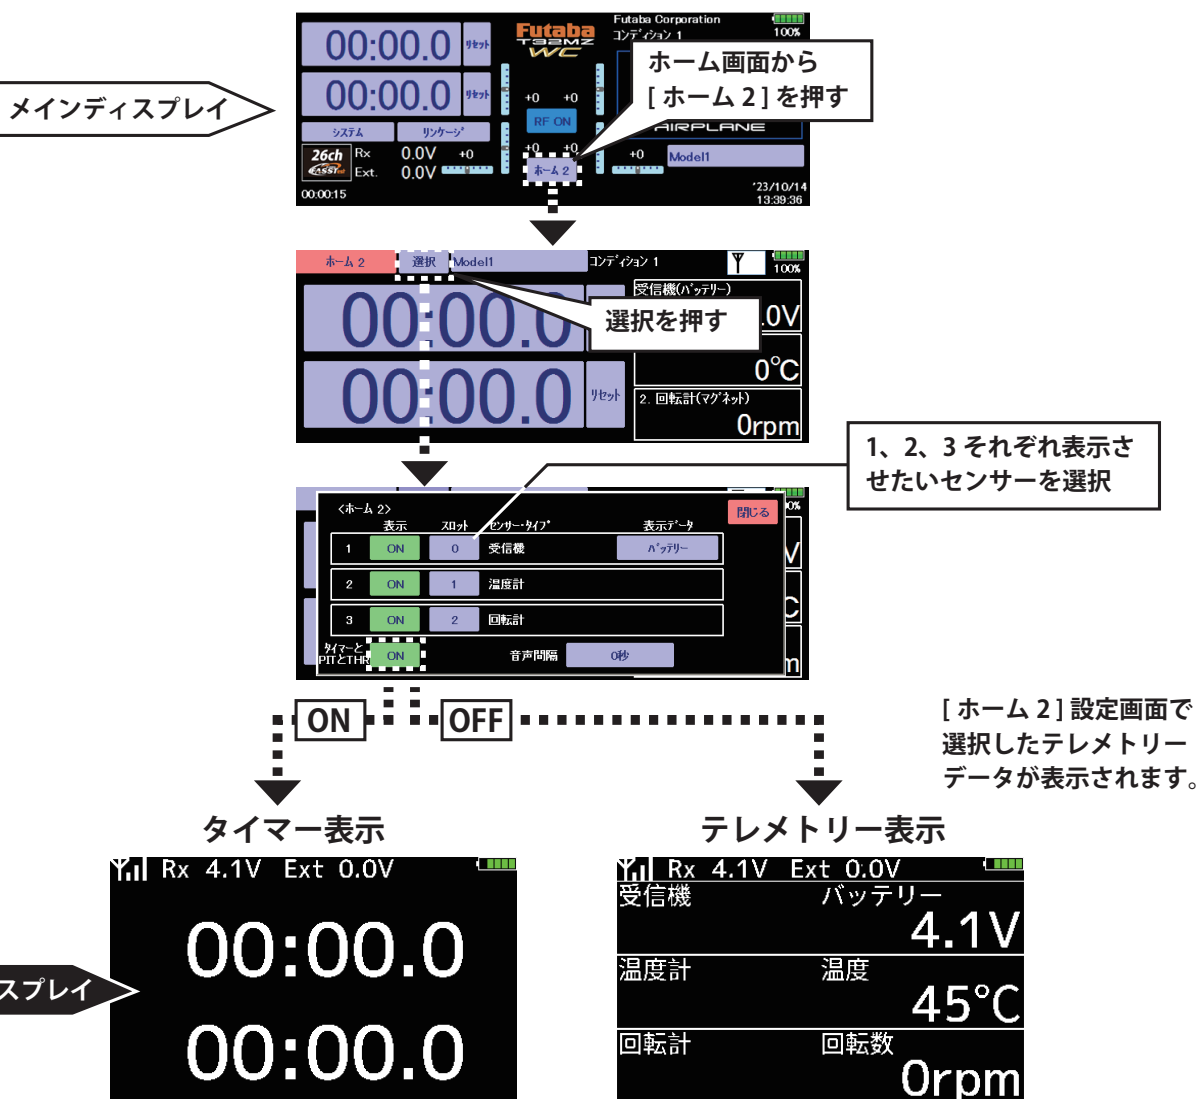 メインディスプレイ
00:00.0
リセット
00:00.0
リセット
システム
リンケージ
26ch
FASSTest
Rx 0.0V
Ext. 0.0V
00:00:15
Futaba
T32MZ
WC
+0 +0
RF ON
+0 +0
+0
+0
ホーム 2
Futaba Corporation
コンディション 1
100%
AIRPLANE
Model1
'23/10/14
13:39:36
ホーム画面から
[ ホーム 2 ] を押す
ホーム 2
選択
Model1
コンディション 1
100%
00:00.0
受信機(バッテリー)
.0V
選択を押す
0℃
00:00.0
リセット
2. 回転計(マグネット)
0rpm
1、2、3 それぞれ表示さ
せたいセンサーを選択
<ホーム 2>
閉じる
0%
表示 スロット センサー・タイプ 表示データ
1 ON 0 受信機 バッテリー
V
2 ON 1 温度計
C
3 ON 2 回転計
タイマーと
PITとTHR
ON
音声間隔
0秒
m
ON
OFF
[ ホーム 2 ] 設定画面で
選択したテレメトリー
データが表示されます。
タイマー表示
テレメトリー表示
Rx 4.1V Ext 0.0V
00:00.0
00:00.0
スプレイ
Rx 4.1V Ext 0.0V
受信機 バッテリー
4.1V
温度計 温度
45℃
回転計 回転数
0rpm